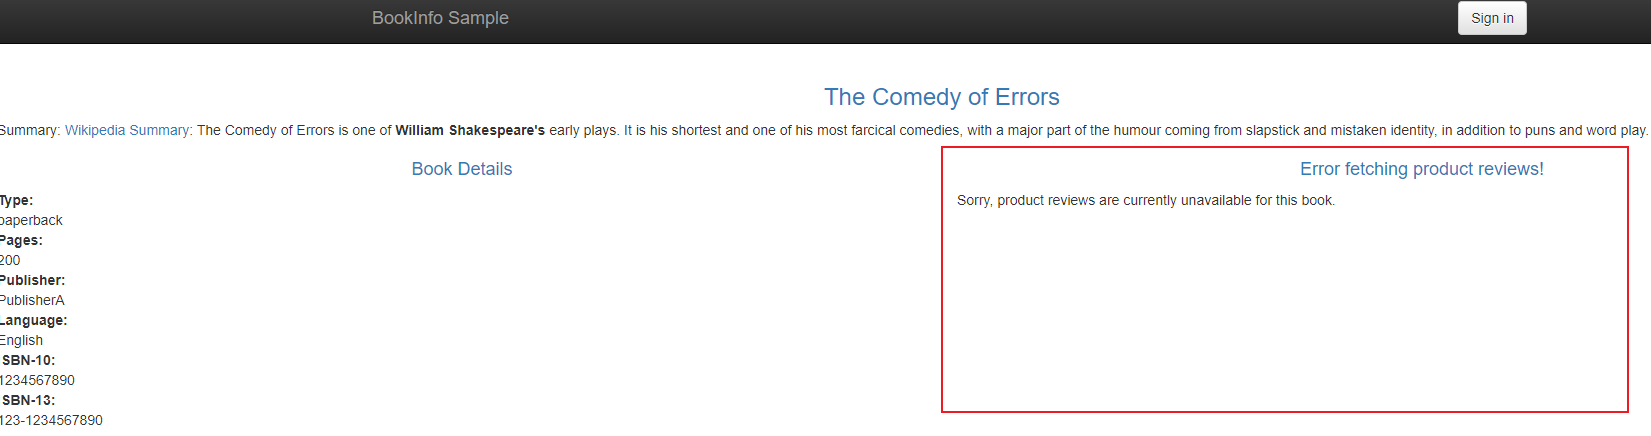 BookInfo Sample
Sign in
The Comedy of Errors
Summary: Wikipedia Summary: The Comedy of Errors is one of William Shakespeare's early plays. It is his shortest and one of his most farcical comedies, with a major part of the humour coming from slapstick and mistaken identity, in addition to puns and word play.
Book Details
Type:
paperback
Pages:
200
Publisher:
PublisherA
Language:
English
ISBN-10:
1234567890
ISBN-13:
123-1234567890
Error fetching product reviews!
Sorry, product reviews are currently unavailable for this book.